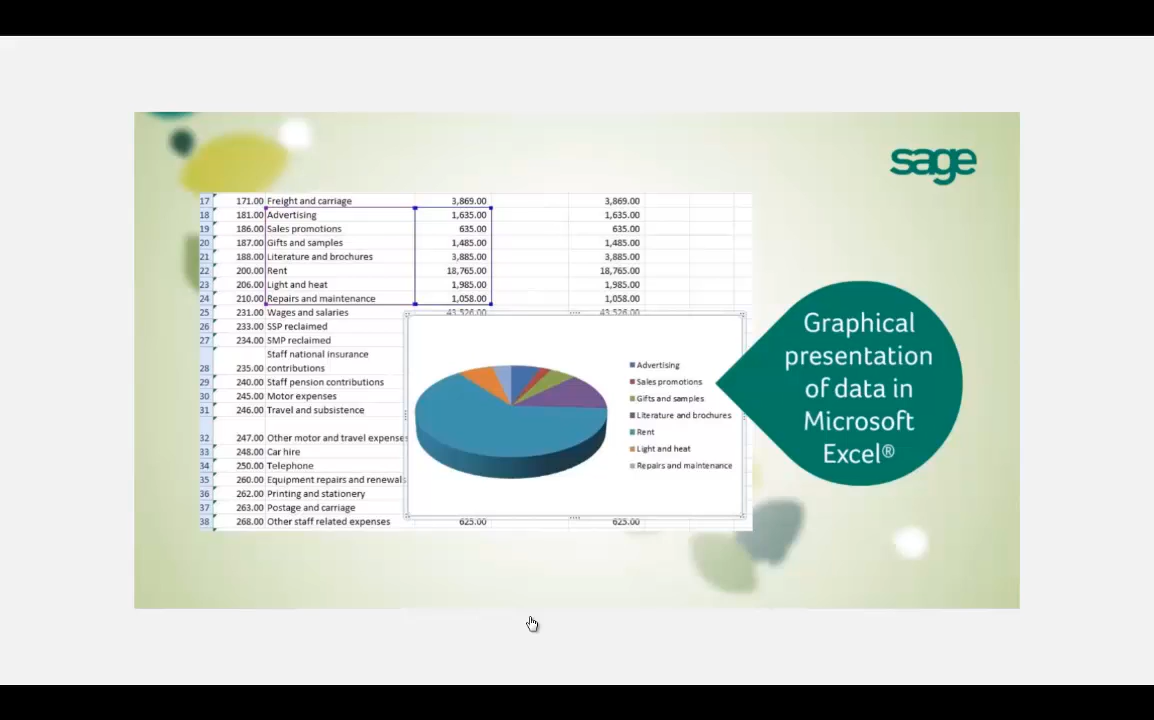 sage
17 171.00 Freight and carriage 3,869.00 3,869.00
18 181.00 Advertising 1,635.00 1,635.00
19 186.00 Sales promotions 635.00 635.00
20 187.00 Gifts and samples 1,485.00 1,485.00
21 188.00 Literature and brochures 3,885.00 3,885.00
22 200.00 Rent 18,765.00 18,765.00
23 206.00 Light and heat 1,985.00 1,985.00
24 210.00 Repairs and maintenance 1,058.00 1,058.00
25 231.00 Wages and salaries 43,526.00 43,526.00
26 233.00 SSP reclaimed
27 234.00 SMP reclaimed
Staff national insurance
28 235.00 contributions
29 240.00 Staff pension contributions
30 245.00 Motor expenses
31 246.00 Travel and subsistence
32 247.00 Other motor and travel expenses
33 248.00 Car hire
34 250.00 Telephone
35 260.00 Equipment repairs and renewals
36 262.00 Printing and stationery
37 263.00 Postage and carriage
38 268.00 Other staff related expenses 625.00 625.00
Advertising
Sales promotions
Gifts and samples
Literature and brochures
Rent
Light and heat
Repairs and maintenance
Graphical
presentation
of data in
Microsoft
Excel®